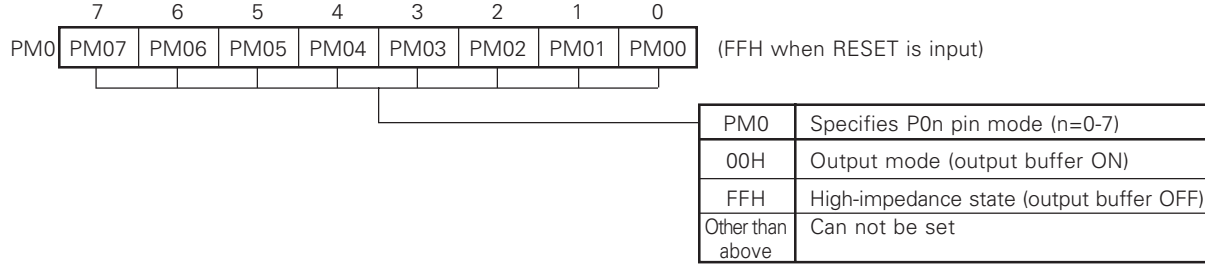 7 6 5 4 3 2 1 0
PM0 PM07 PM06 PM05 PM04 PM03 PM02 PM01 PM00 (FFH when RESET is input)
PM0 Specifies P0n pin mode (n=0-7)
00H Output mode (output buffer ON)
FFH High-impedance state (output buffer OFF)
Other than Can not be set
above